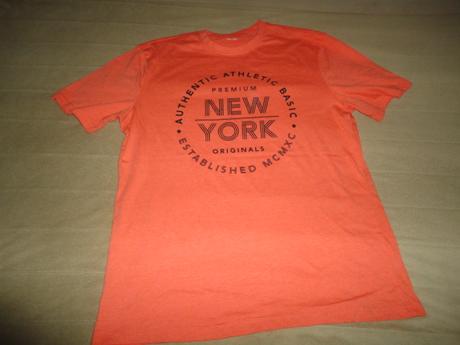 • AUTHENTIC ATHLETIC BASIC •
PREMIUM
NEW
YORK
ORIGINALS
ESTABLISHED MCMXC